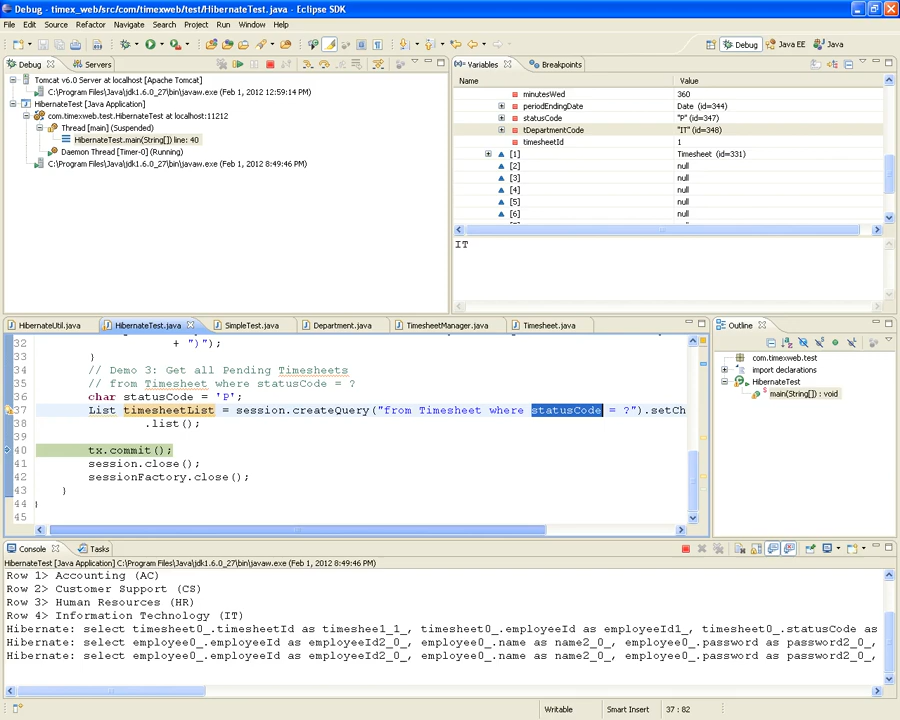 Debug - timex_web/src/com/timexweb/test/HibernateTest.java - Eclipse SDK
File Edit Source Refactor Navigate Search Project Run Window Help
Debug Java EE Java
Debug Servers
Tomcat v6.0 Server at localhost [Apache Tomcat]
C:\Program Files\Java\jdk1.6.0_27\bin\javaw.exe (Feb 1, 2012 12:59:14 PM)
HibernateTest [Java Application]
com.timexweb.test.HibernateTest at localhost:11212
Thread [main] (Suspended)
HibernateTest.main(String[]) line: 40
Daemon Thread [Timer-0] (Running)
C:\Program Files\Java\jdk1.6.0_27\bin\javaw.exe (Feb 1, 2012 8:49:46 PM)
Variables Breakpoints
Name Value
minutesWed 360
periodEndingDate Date (id=344)
statusCode "P" (id=347)
tDepartmentCode "IT" (id=348)
timesheetId 1
[1] Timesheet (id=331)
[2] null
[3] null
[4] null
[5] null
[6] null
IT
HibernateUtil.java HibernateTest.java SimpleTest.java Department.java TimesheetManager.java Timesheet.java
32 + ")");
33 }
34 // Demo 3: Get all Pending Timesheets
35 // from Timesheet where statusCode = ?
36 char statusCode = 'P';
37 List timesheetList = session.createQuery("from Timesheet where statusCode = ?").setCh
38 .list();
39
40 tx.commit();
41 session.close();
42 sessionFactory.close();
43 }
44 }
45
Outline
com.timexweb.test
import declarations
HibernateTest
main(String[]) : void
Console Tasks
HibernateTest [Java Application] C:\Program Files\Java\jdk1.6.0_27\bin\javaw.exe (Feb 1, 2012 8:49:46 PM)
Row 1> Accounting (AC)
Row 2> Customer Support (CS)
Row 3> Human Resources (HR)
Row 4> Information Technology (IT)
Hibernate: select timesheet0_.timesheetId as timeshee1_1_, timesheet0_.employeeId as employeeId1_, timesheet0_.statusCode as
Hibernate: select employee0_.employeeId as employeeId2_0_, employee0_.name as name2_0_, employee0_.password as password2_0_,
Hibernate: select employee0_.employeeId as employeeId2_0_, employee0_.name as name2_0_, employee0_.password as password2_0_,
Writable Smart Insert 37 : 82